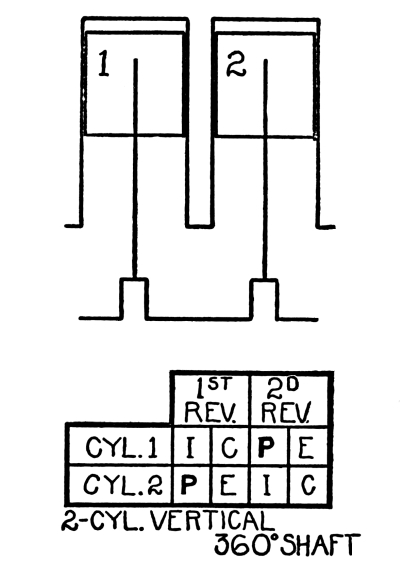 1 2
1ST REV. 2D REV.
CYL. 1 I C P E
CYL. 2 P E I C
2-CYL. VERTICAL
360° SHAFT